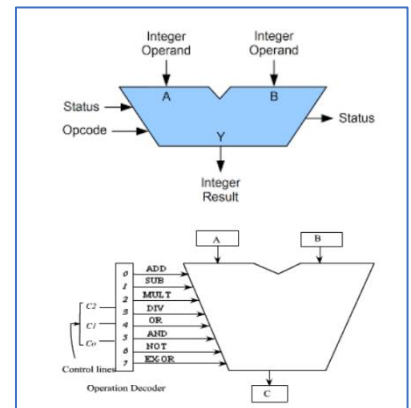 Integer
Operand
Integer
Operand
A
B
Status
Opcode
Status
Y
Integer
Result
A
B
0 ADD
1 SUB
2 MULT
C2
3 DIV
C1
4 OR
Co
5 AND
6 NOT
7 EX-OR
Control lines
Operation Decoder
C